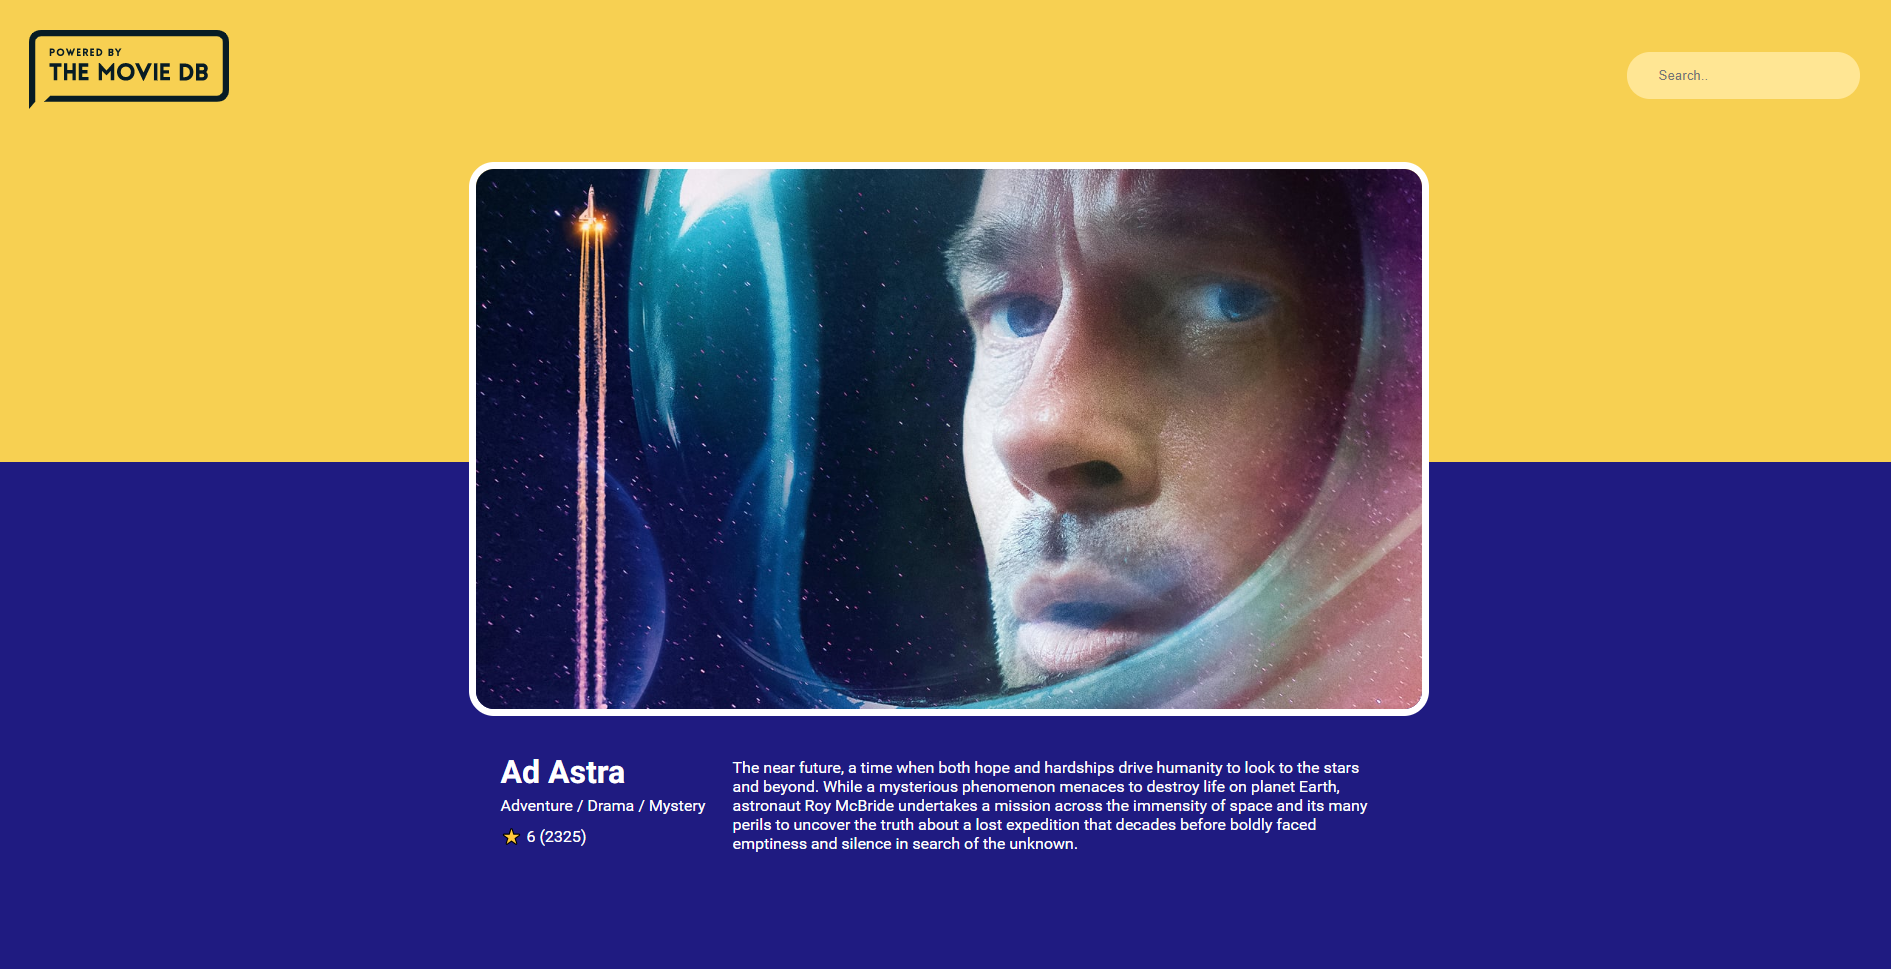 POWERED BY
THE MOVIE DB
Search..
Ad Astra
Adventure / Drama / Mystery
6 (2325)
The near future, a time when both hope and hardships drive humanity to look to the stars
and beyond. While a mysterious phenomenon menaces to destroy life on planet Earth,
astronaut Roy McBride undertakes a mission across the immensity of space and its many
perils to uncover the truth about a lost expedition that decades before boldly faced
emptiness and silence in search of the unknown.